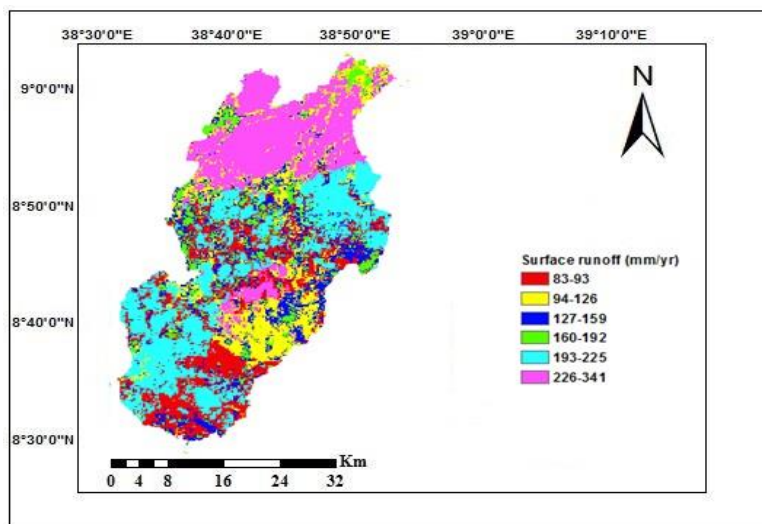 38°30'0"E 38°40'0"E 38°50'0"E 39°0'0"E 39°10'0"E
N
9°0'0"N
8°50'0"N
8°40'0"N
8°30'0"N
Surface runoff (mm/yr)
83-93
94-126
127-159
160-192
193-225
226-341
Km
0 4 8 16 24 32